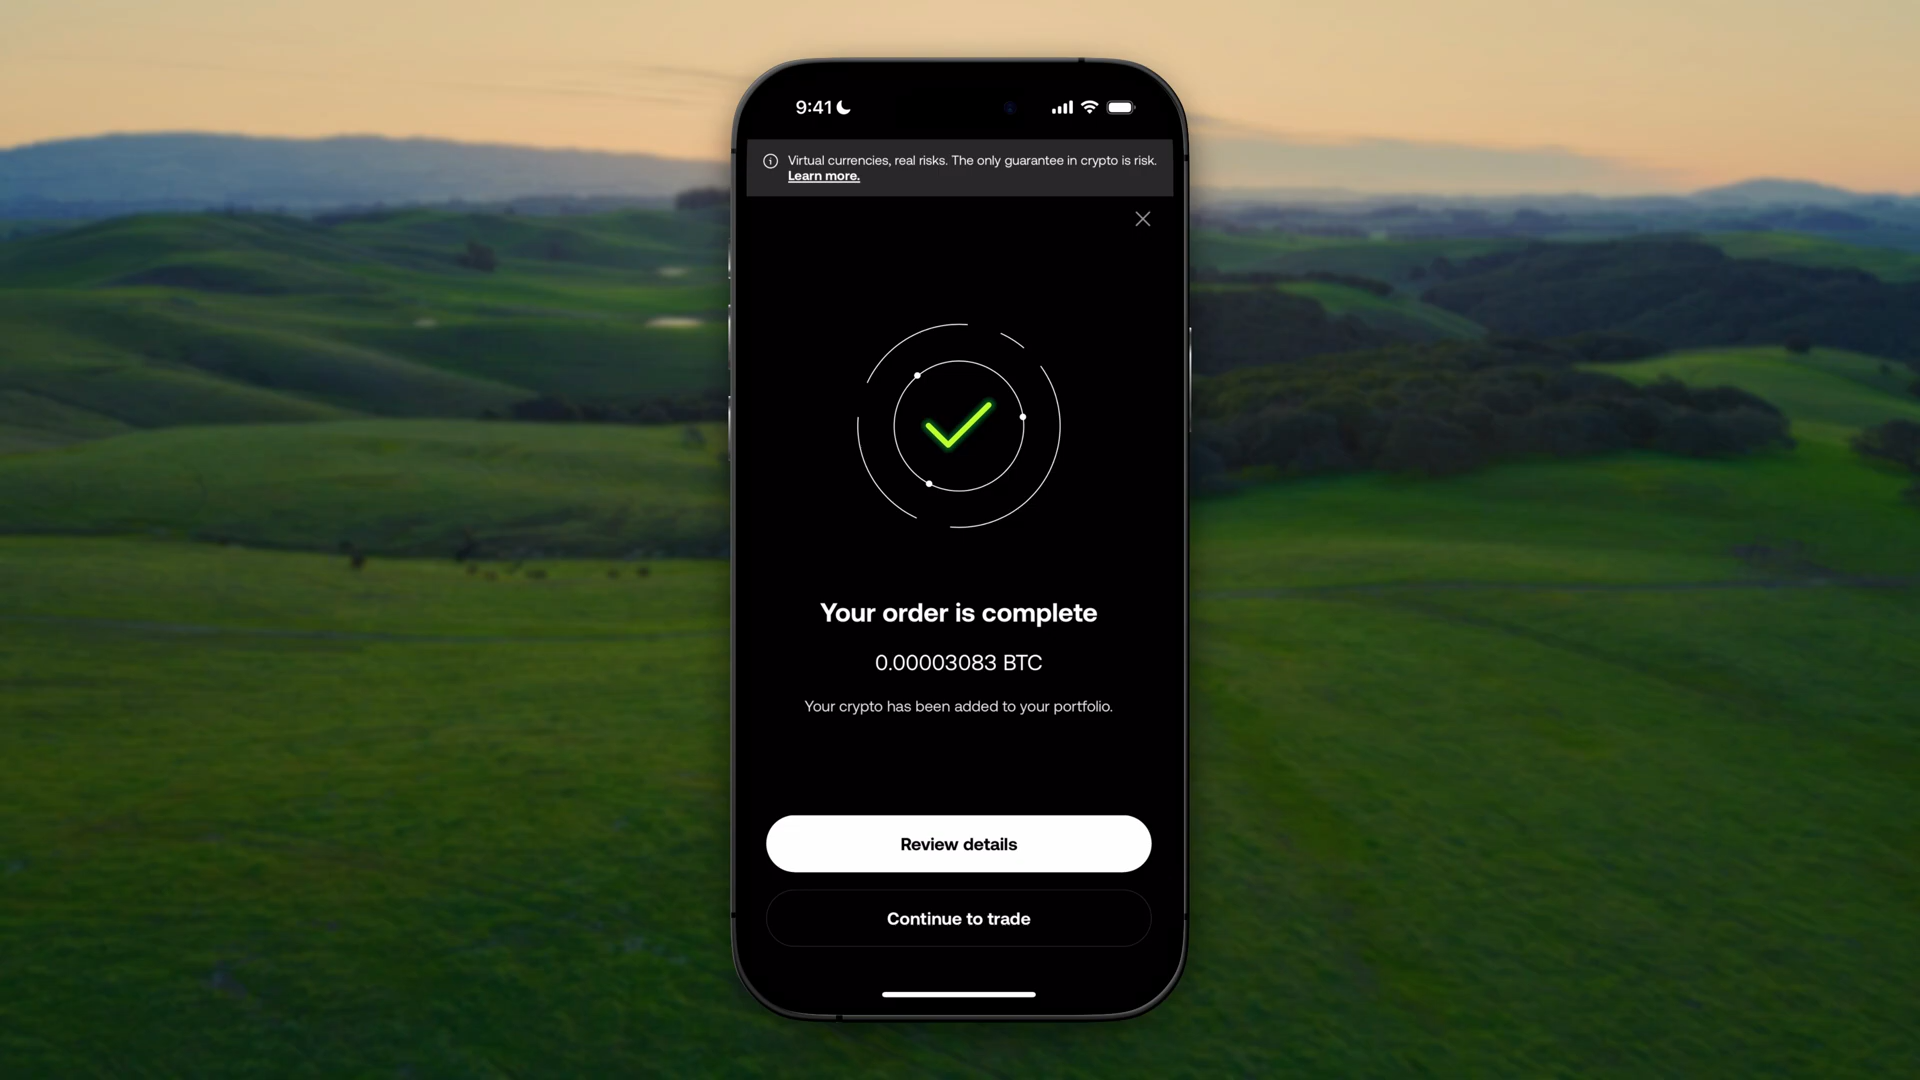 9:41
Virtual currencies, real risks. The only guarantee in crypto is risk.
Learn more.
Your order is complete
0.00003083 BTC
Your crypto has been added to your portfolio.
Review details
Continue to trade